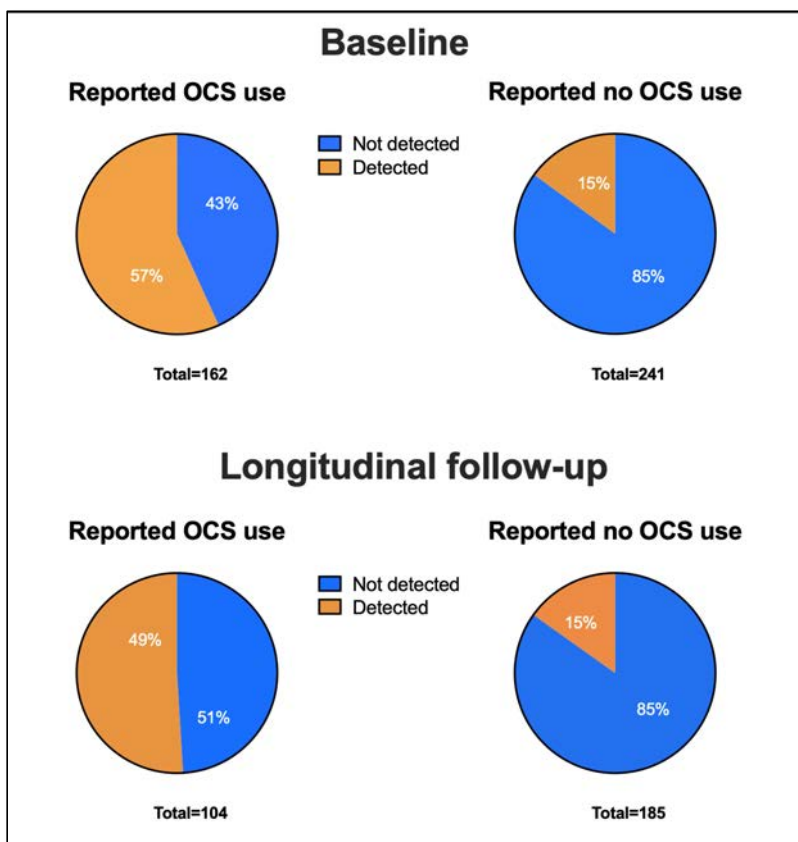 Baseline
Reported OCS use
Reported no OCS use
Not detected
Detected
43%
57%
15%
85%
Total=162
Total=241
Longitudinal follow-up
Reported OCS use
Reported no OCS use
Not detected
Detected
49%
51%
15%
85%
Total=104
Total=185